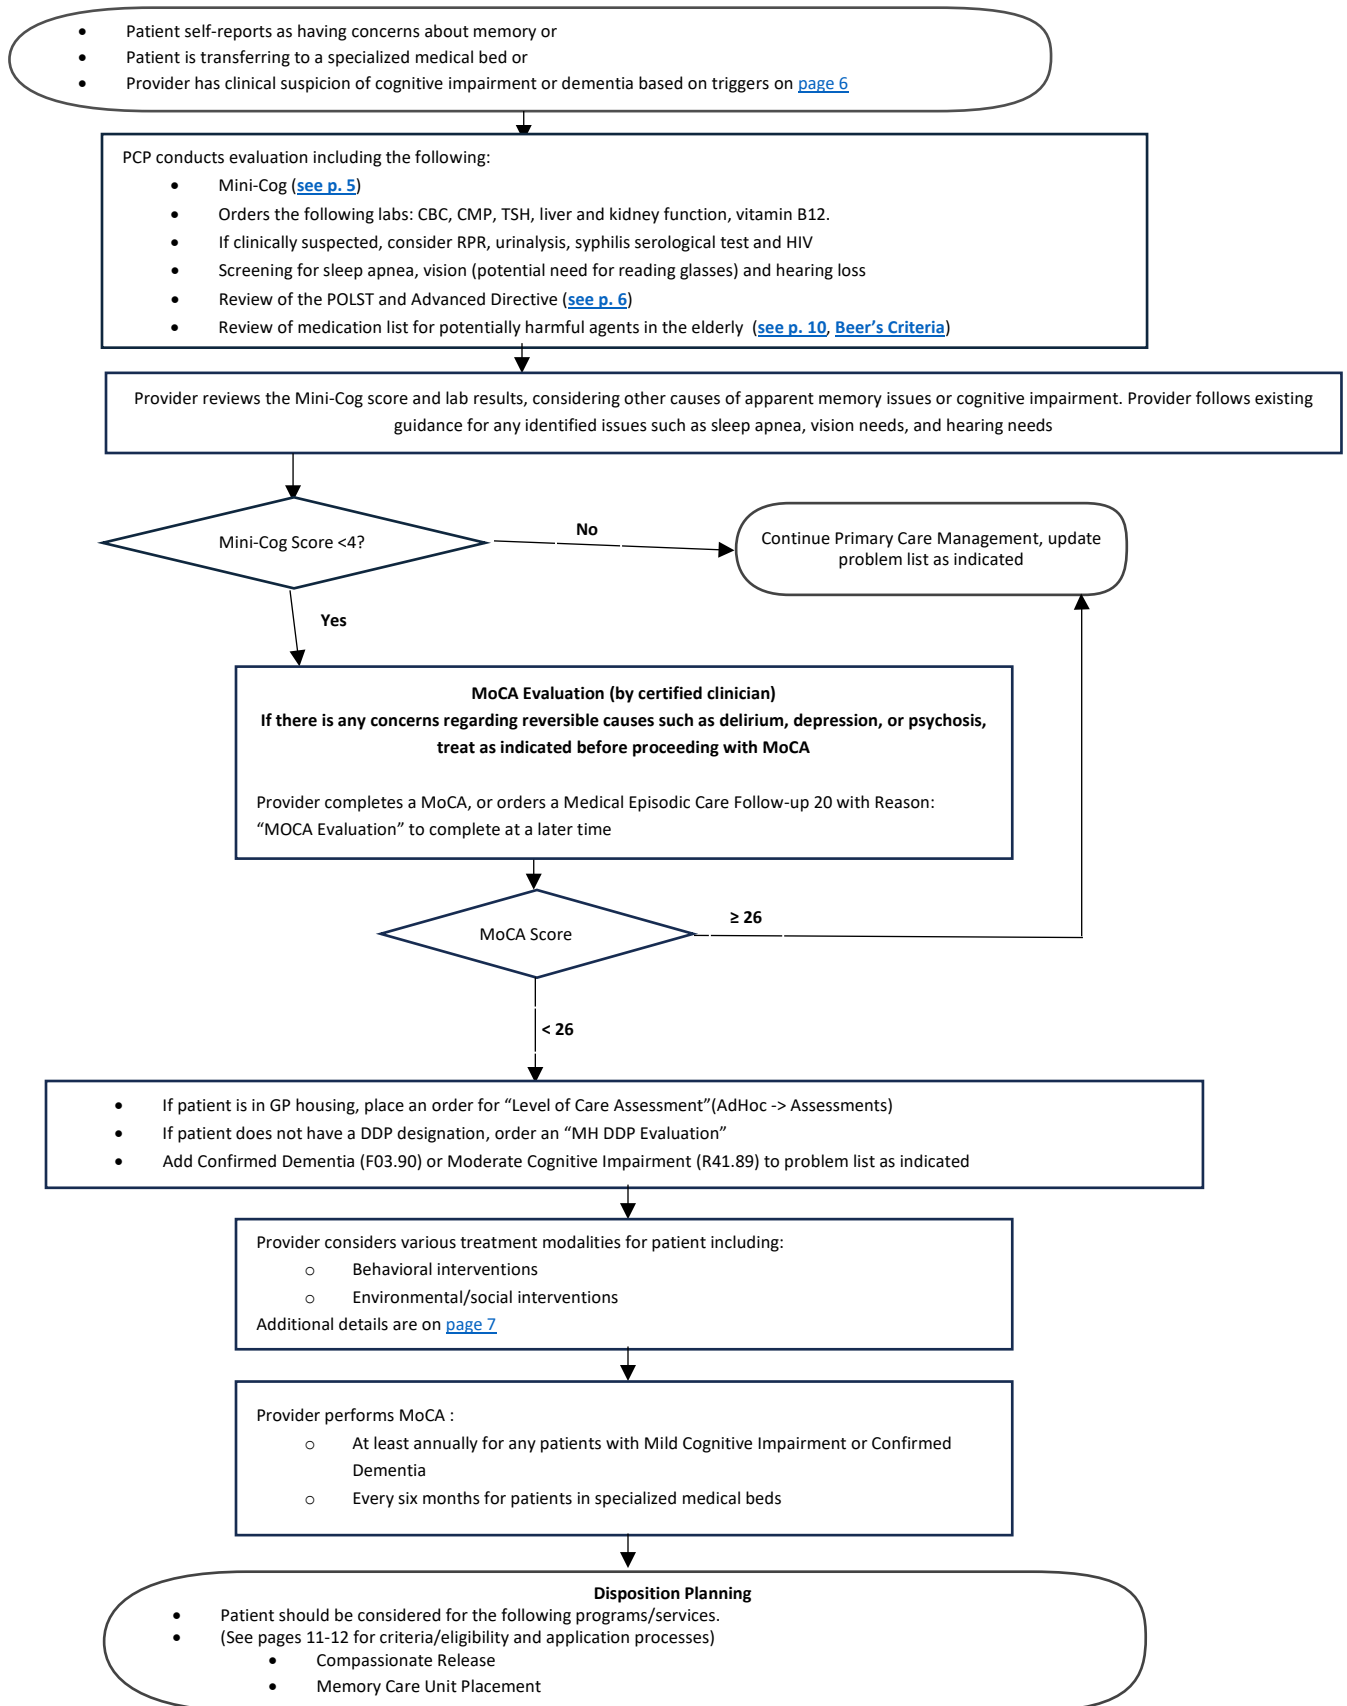 • Patient self-reports as having concerns about memory or
• Patient is transferring to a specialized medical bed or
• Provider has clinical suspicion of cognitive impairment or dementia based on triggers on page 6
PCP conducts evaluation including the following:
• Mini-Cog (see p. 5)
• Orders the following labs: CBC, CMP, TSH, liver and kidney function, vitamin B12.
• If clinically suspected, consider RPR, urinalysis, syphilis serological test and HIV
• Screening for sleep apnea, vision (potential need for reading glasses) and hearing loss
• Review of the POLST and Advanced Directive (see p. 6)
• Review of medication list for potentially harmful agents in the elderly (see p. 10, Beer's Criteria)
Provider reviews the Mini-Cog score and lab results, considering other causes of apparent memory issues or cognitive impairment. Provider follows existing
guidance for any identified issues such as sleep apnea, vision needs, and hearing needs
Mini-Cog Score <4?
No
Continue Primary Care Management, update
problem list as indicated
Yes
MoCA Evaluation (by certified clinician)
If there is any concerns regarding reversible causes such as delirium, depression, or psychosis,
treat as indicated before proceeding with MoCA
Provider completes a MoCA, or orders a Medical Episodic Care Follow-up 20 with Reason:
“MOCA Evaluation” to complete at a later time
MoCA Score
≥ 26
< 26
• If patient is in GP housing, place an order for “Level of Care Assessment”(AdHoc -> Assessments)
• If patient does not have a DDP designation, order an “MH DDP Evaluation”
• Add Confirmed Dementia (F03.90) or Moderate Cognitive Impairment (R41.89) to problem list as indicated
Provider considers various treatment modalities for patient including:
o Behavioral interventions
o Environmental/social interventions
Additional details are on page 7
Provider performs MoCA :
o At least annually for any patients with Mild Cognitive Impairment or Confirmed
Dementia
o Every six months for patients in specialized medical beds
Disposition Planning
• Patient should be considered for the following programs/services.
• (See pages 11-12 for criteria/eligibility and application processes)
• Compassionate Release
• Memory Care Unit Placement